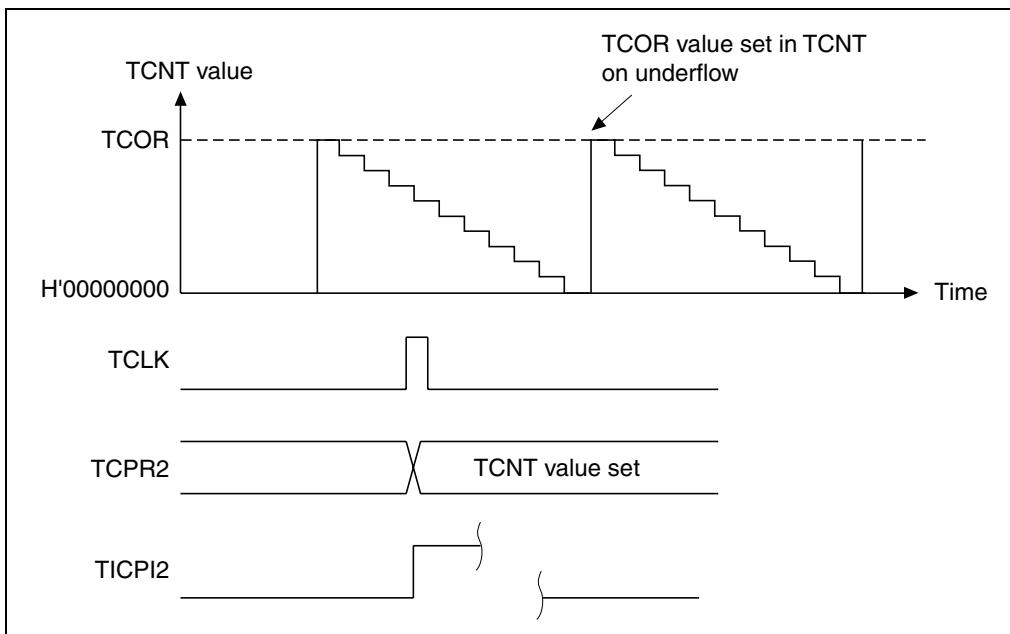 TCOR value set in TCNT
on underflow
TCNT value
TCOR
H'00000000
Time
TCLK
TCPR2
TCNT value set
TICPI2